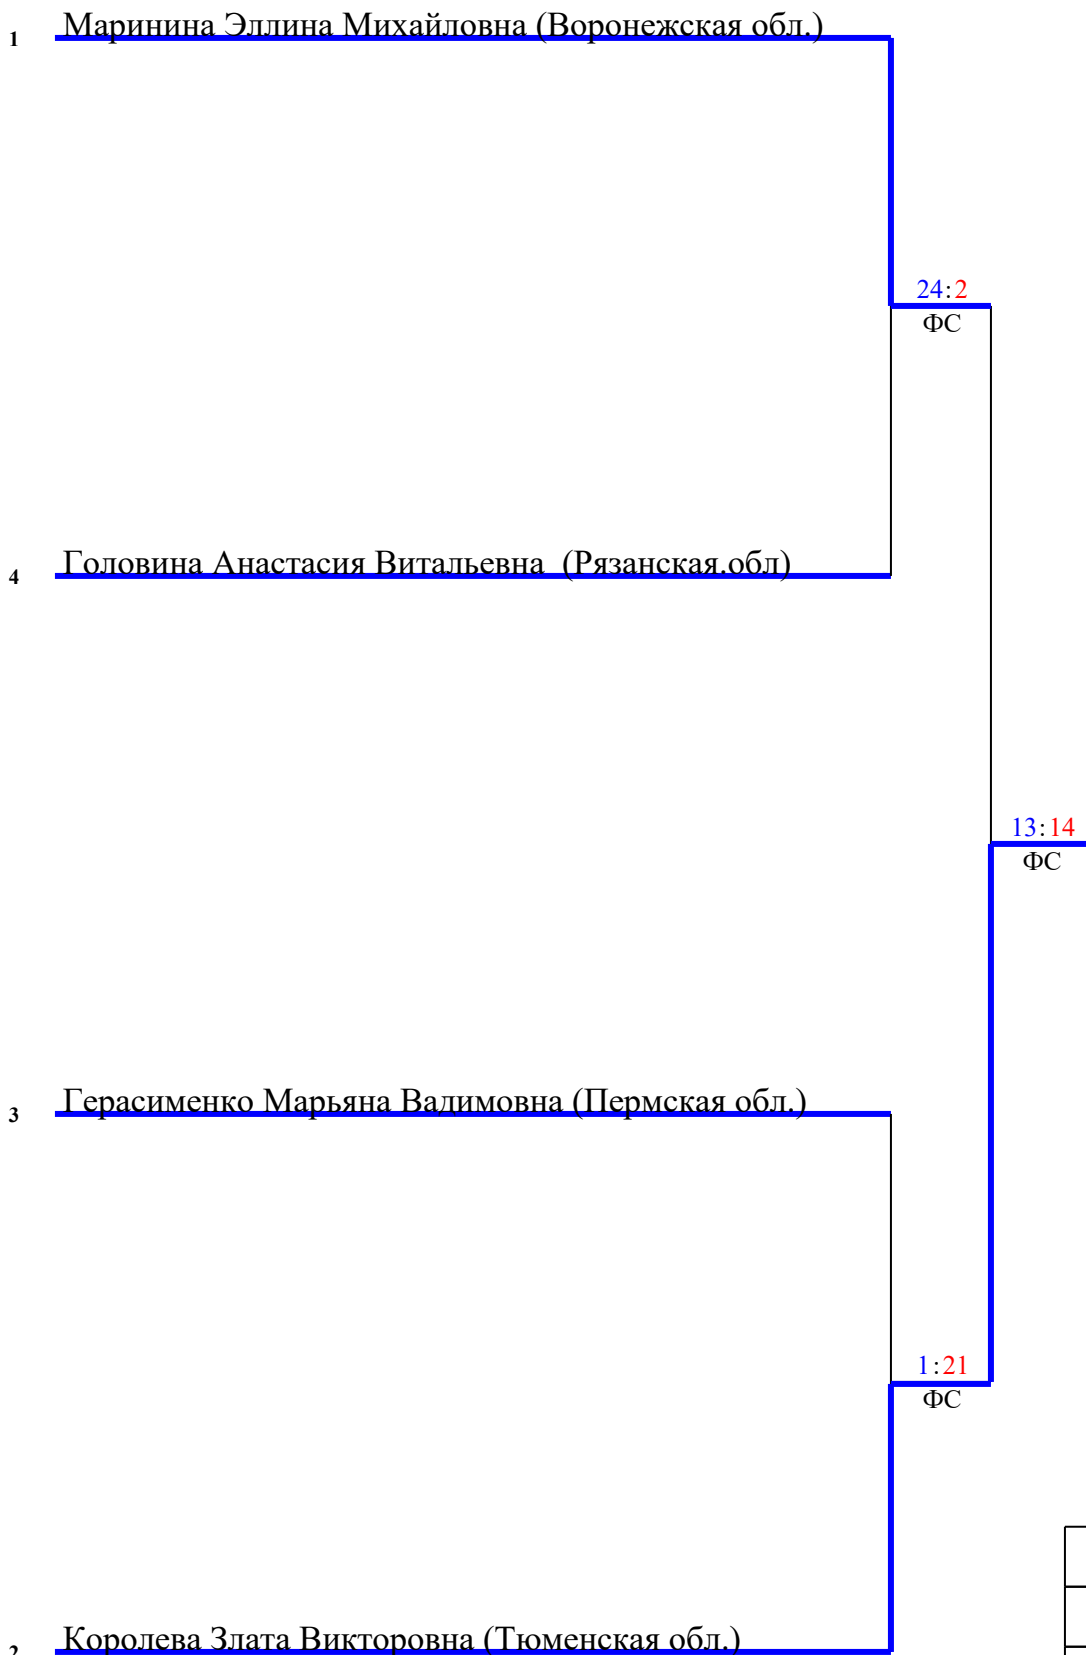 1 Маринина Эллина Михайловна (Воронежская обл.)
24:2
ФС
4 Головина Анастасия Витальевна (Рязанская.обл)
13:14
ФС
3 Герасименко Марьяна Вадимовна (Пермская обл.)
1:21
ФС
2 Королева Злата Викторовна (Тюменская обл.)